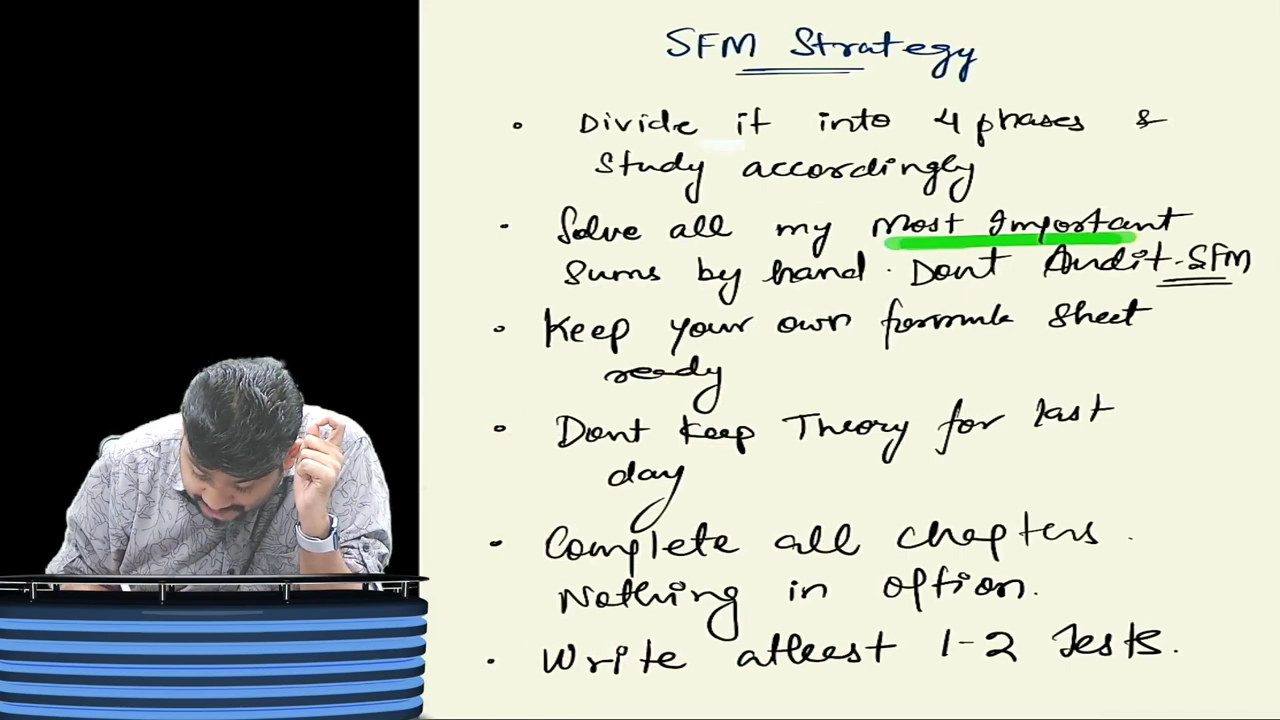 SFM Strategy
• Divide it into 4 phases &
Study accordingly
• Solve all my Most Important
Sums by hand. Dont Audit-SFM
• Keep your own formula Sheet
ready
• Dont keep Theory for last
day
• Complete all chapters.
Nothing in option.
• Write atleest 1-2 Tests.